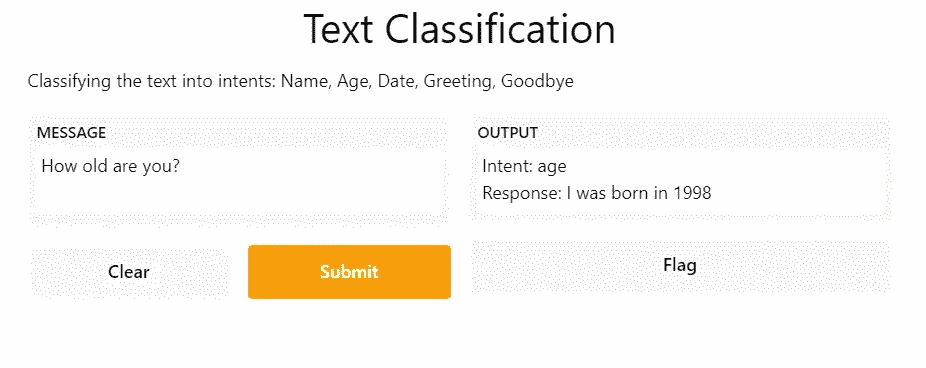 Text Classification
Classifying the text into intents: Name, Age, Date, Greeting, Goodbye
MESSAGE
How old are you?
OUTPUT
Intent: age
Response: I was born in 1998
Clear
Submit
Flag